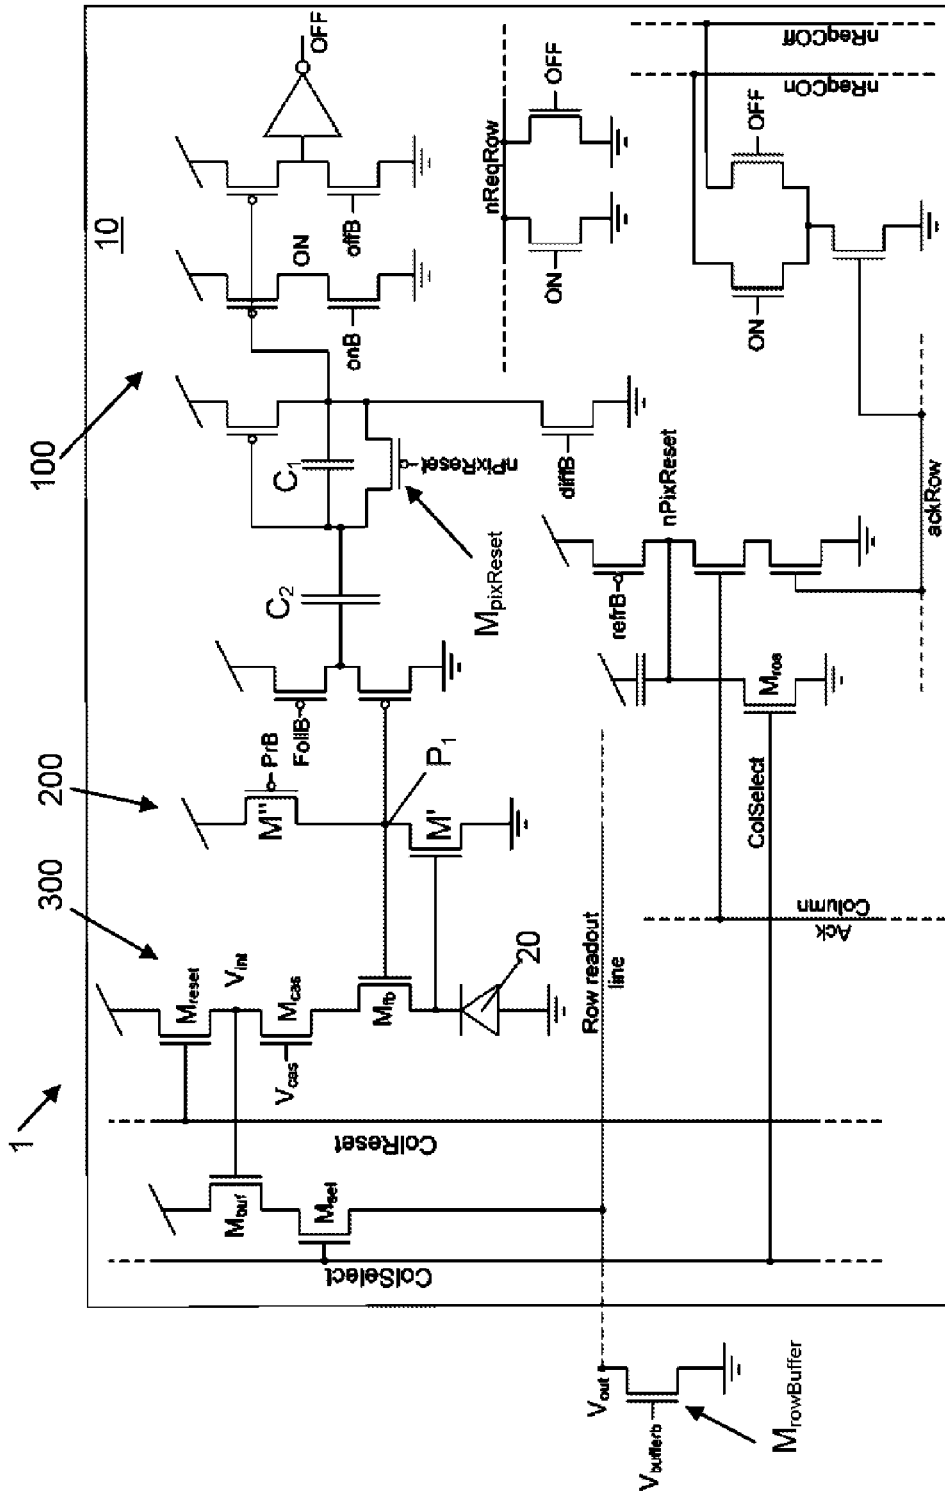 1
300
200
100
10
ColSelect
ColReset
Mbuf
Msel
Mreset
Vint
Mcas
Vcas
Mfb
20
M''
PrB
M'
P1
FollB
C2
C1
nPixReset
MpixReset
diffB
onB
ON
offB
OFF
nReqRow
ON
OFF
Row readout
line
ColSelect
Mros
Ack
Column
refrB
nPixReset
ackRow
ON
OFF
nReqCOn
nReqCOff
Vout
Vbufferb
MrowBuffer